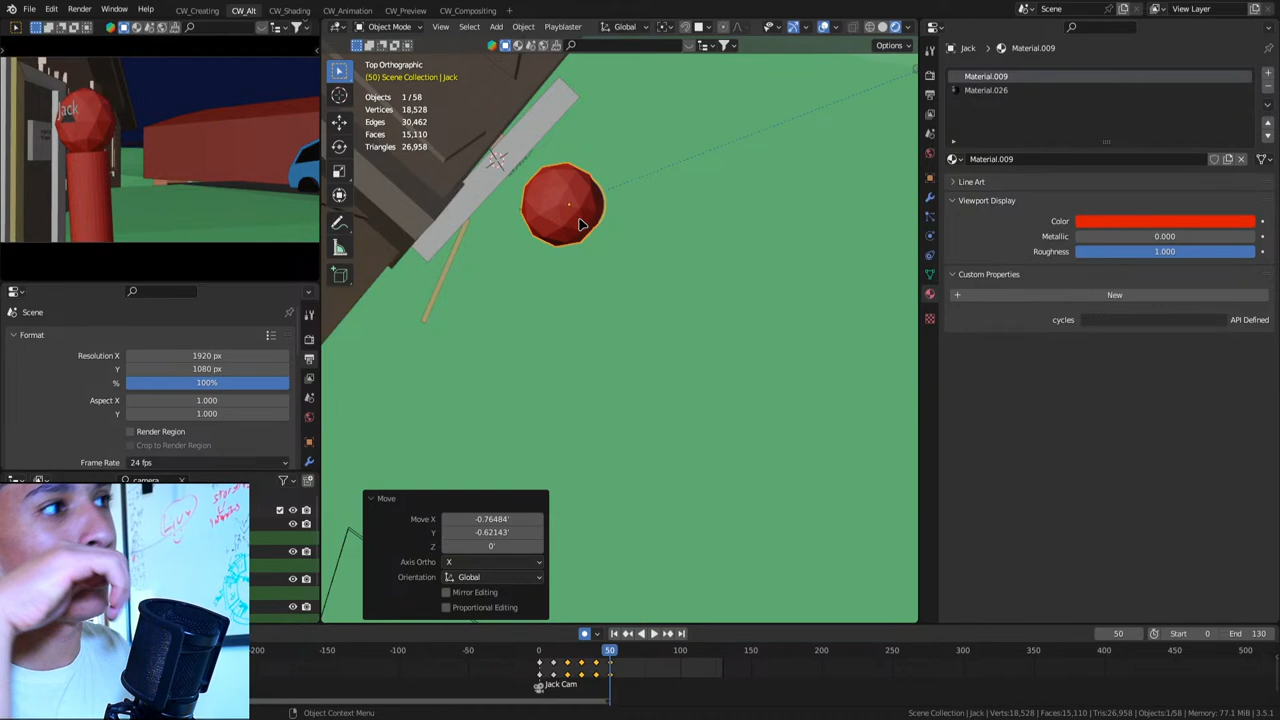 File Edit Render Window Help CW_Creating CW_Alt CW_Shading CW_Animation CW_Preview CW_Compositing Scene View Layer
Object Mode View Select Add Object Playblaster Global
Options
Jack Material.009
Top Orthographic
(50) Scene Collection | Jack
Objects 1/58
Vertices 18,528
Edges 30,462
Faces 15,110
Triangles 26,958
Jack
Material.009
Material.026
Material.009
Line Art
Viewport Display
Color
Metallic 0.000
Roughness 1.000
Custom Properties
New
cycles API Defined
Scene
Format
Resolution X 1920 px
Y 1080 px
% 100%
Aspect X 1.000
Y 1.000
Render Region
Crop to Render Region
Frame Rate 24 fps
camera
Move
Move X -0.76484'
Y -0.62143'
Z 0'
Axis Ortho X
Orientation Global
Mirror Editing
Proportional Editing
50 Start 0 End 130
-200 -150 -100 -50 0 50 100 150 200 250 300 350 400 450 500
Jack Cam
Object Context Menu
Scene Collection | Jack | Verts:18,528 | Faces:15,110 | Tris:26,958 | Objects:1/58 | Memory: 77.1 MiB | 3.5.1